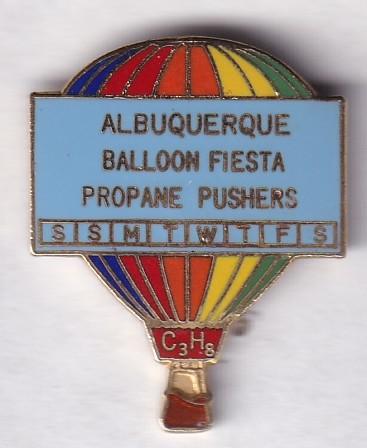 ALBUQUERQUE
BALLOON FIESTA
PROPANE PUSHERS
S S M T W T F S
C₃H₈